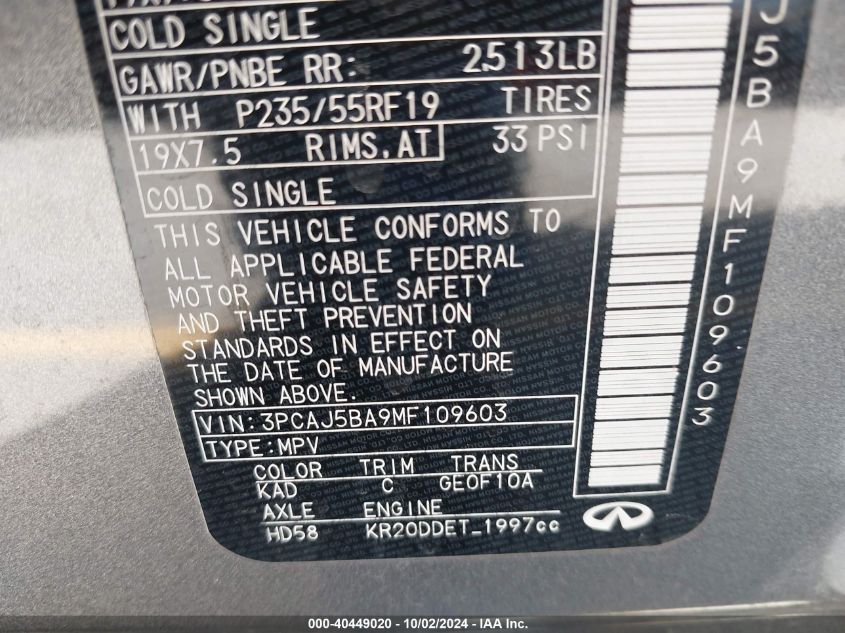 COLD SINGLE
GAWR/PNBE RR: 2513LB
WITH P235/55RF19 TIRES
19X7.5 RIMS.AT 33 PSI
COLD SINGLE
THIS VEHICLE CONFORMS TO
ALL APPLICABLE FEDERAL
MOTOR VEHICLE SAFETY
AND THEFT PREVENTION
STANDARDS IN EFFECT ON
THE DATE OF MANUFACTURE
SHOWN ABOVE.
VIN:3PCAJ5BA9MF109603
TYPE:MPV
COLOR TRIM TRANS
KAD C GE0F10A
AXLE ENGINE
HD58 KR20DDET_1997cc
J5BA9MF109603
000-40449020 - 10/02/2024 - IAA Inc.